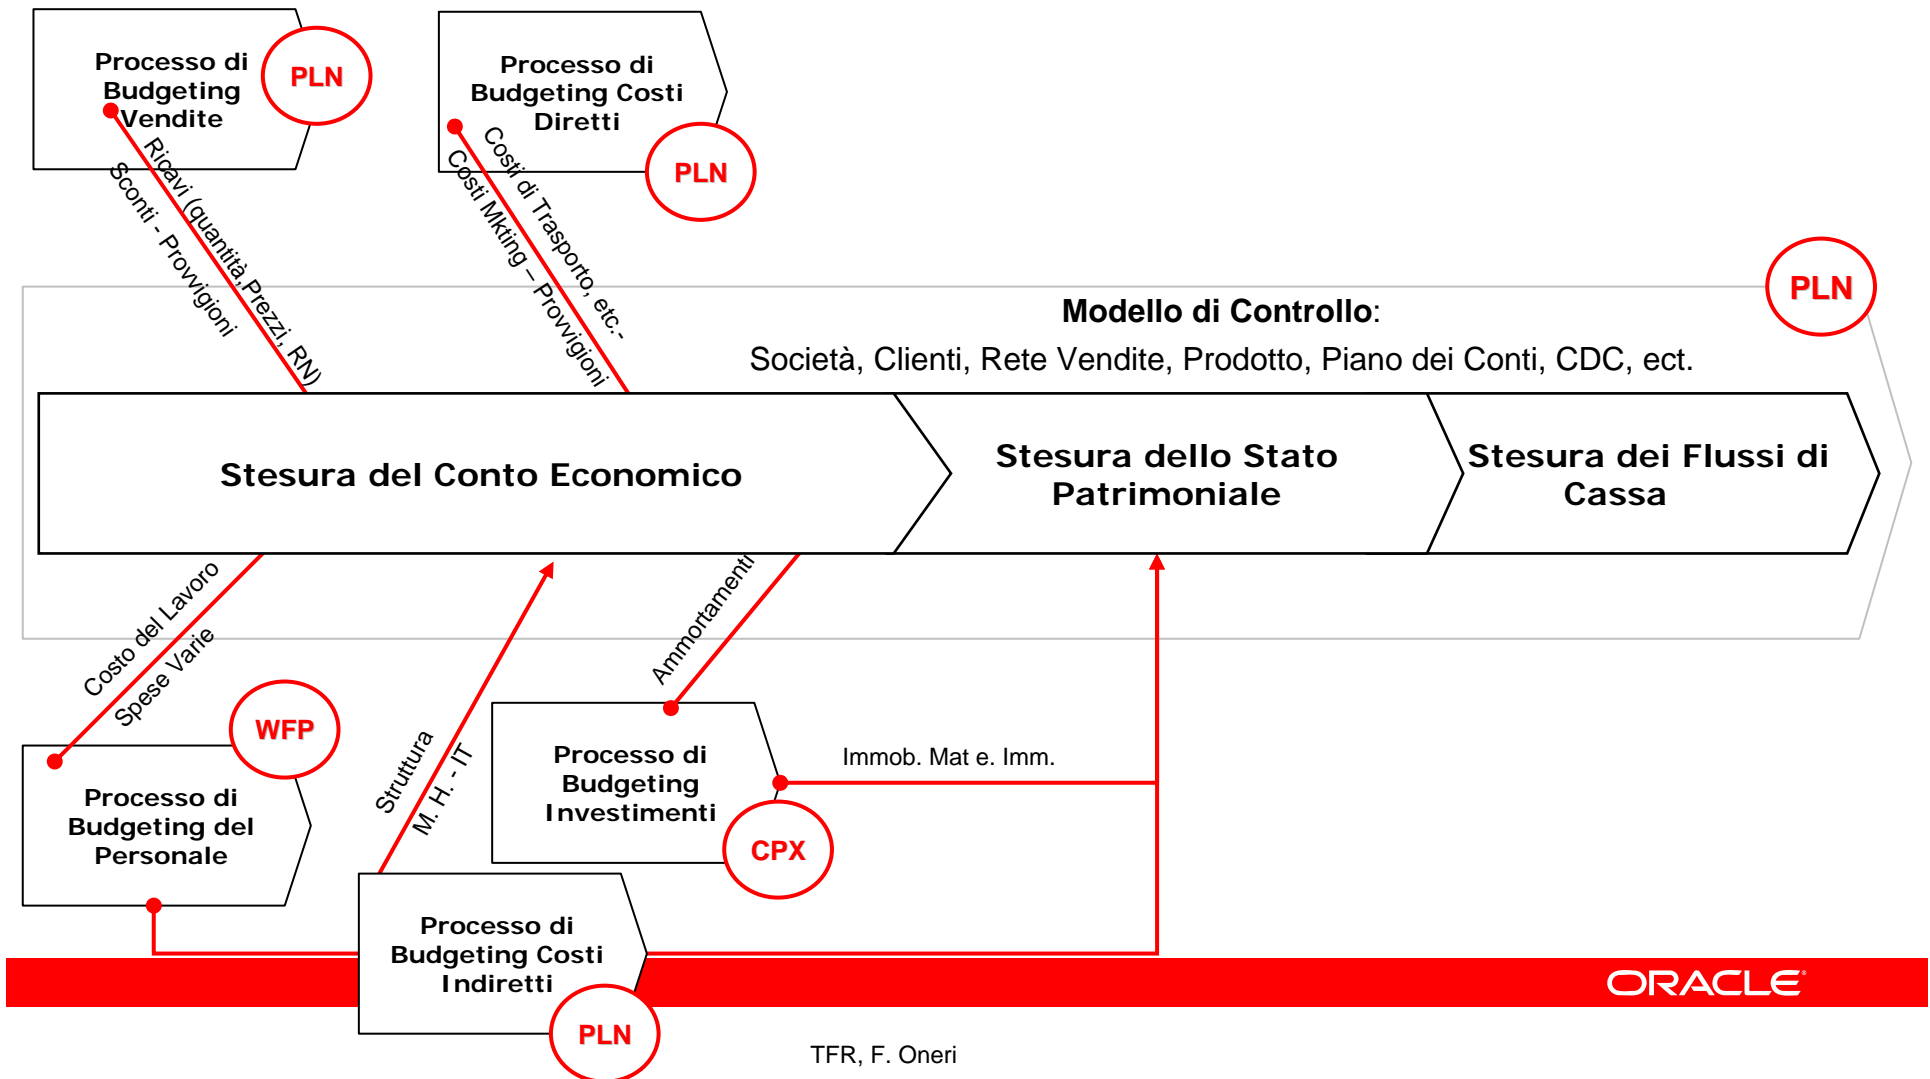 Processo di
Budgeting
Vendite
PLN
Processo di
Budgeting Costi
Diretti
PLN
Ricavi (quantità,Prezzi, RN)
Sconti - Provvigioni
Costi di Trasporto, etc.-
Costi Mkting – Provvigioni
PLN
Modello di Controllo:
Società, Clienti, Rete Vendite, Prodotto, Piano dei Conti, CDC, ect.
Stesura del Conto Economico
Stesura dello Stato
Patrimoniale
Stesura dei Flussi di
Cassa
Costo del Lavoro
Spese Varie
WFP
Processo di
Budgeting del
Personale
Struttura
M. H. - IT
Ammortamenti
Processo di
Budgeting
Investimenti
CPX
Immob. Mat e. Imm.
Processo di
Budgeting Costi
Indiretti
PLN
ORACLE
TFR, F. Oneri